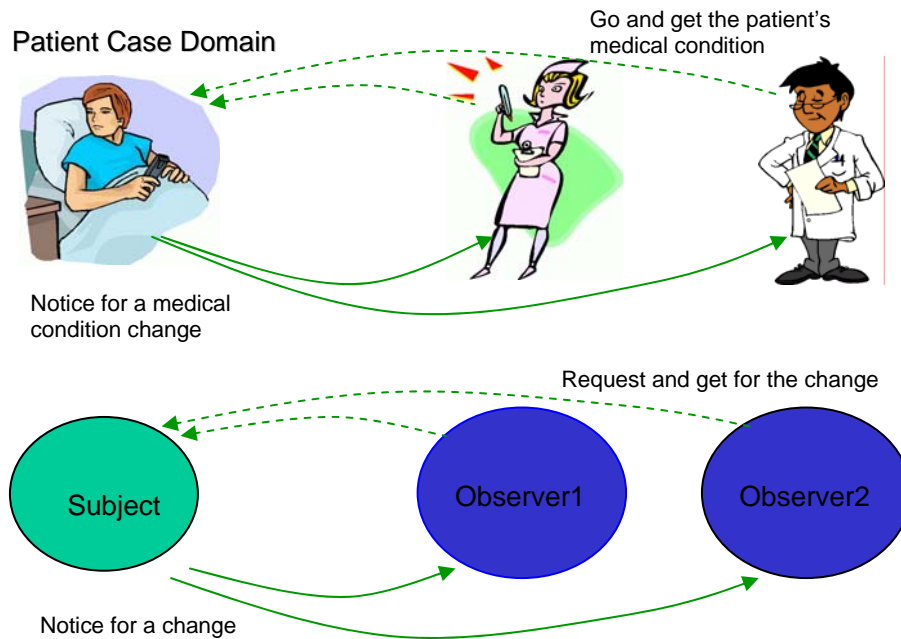 Go and get the patient's
medical condition
Patient Case Domain
Notice for a medical
condition change
Request and get for the change
Subject
Observer1
Observer2
Notice for a change